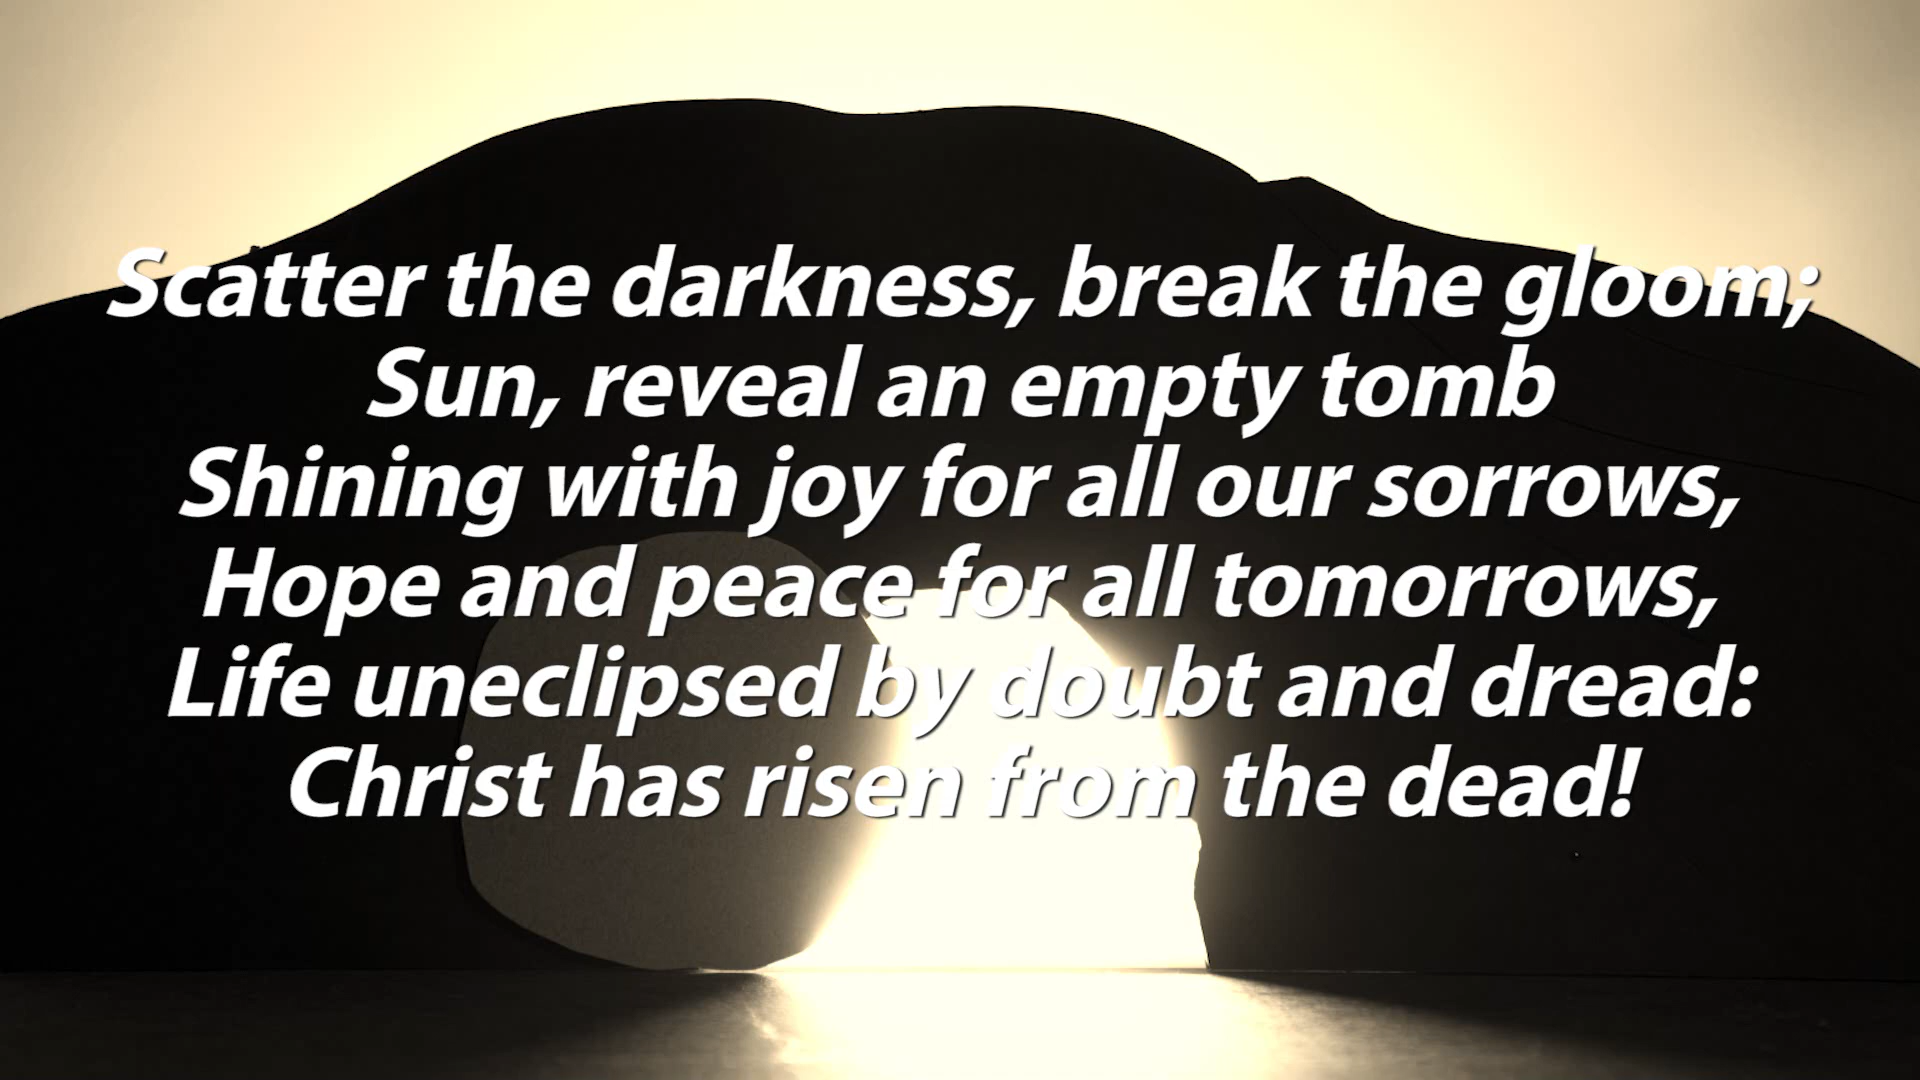 Scatter the darkness, break the gloom;
Sun, reveal an empty tomb
Shining with joy for all our sorrows,
Hope and peace for all tomorrows,
Life uneclipsed by doubt and dread:
Christ has risen from the dead!